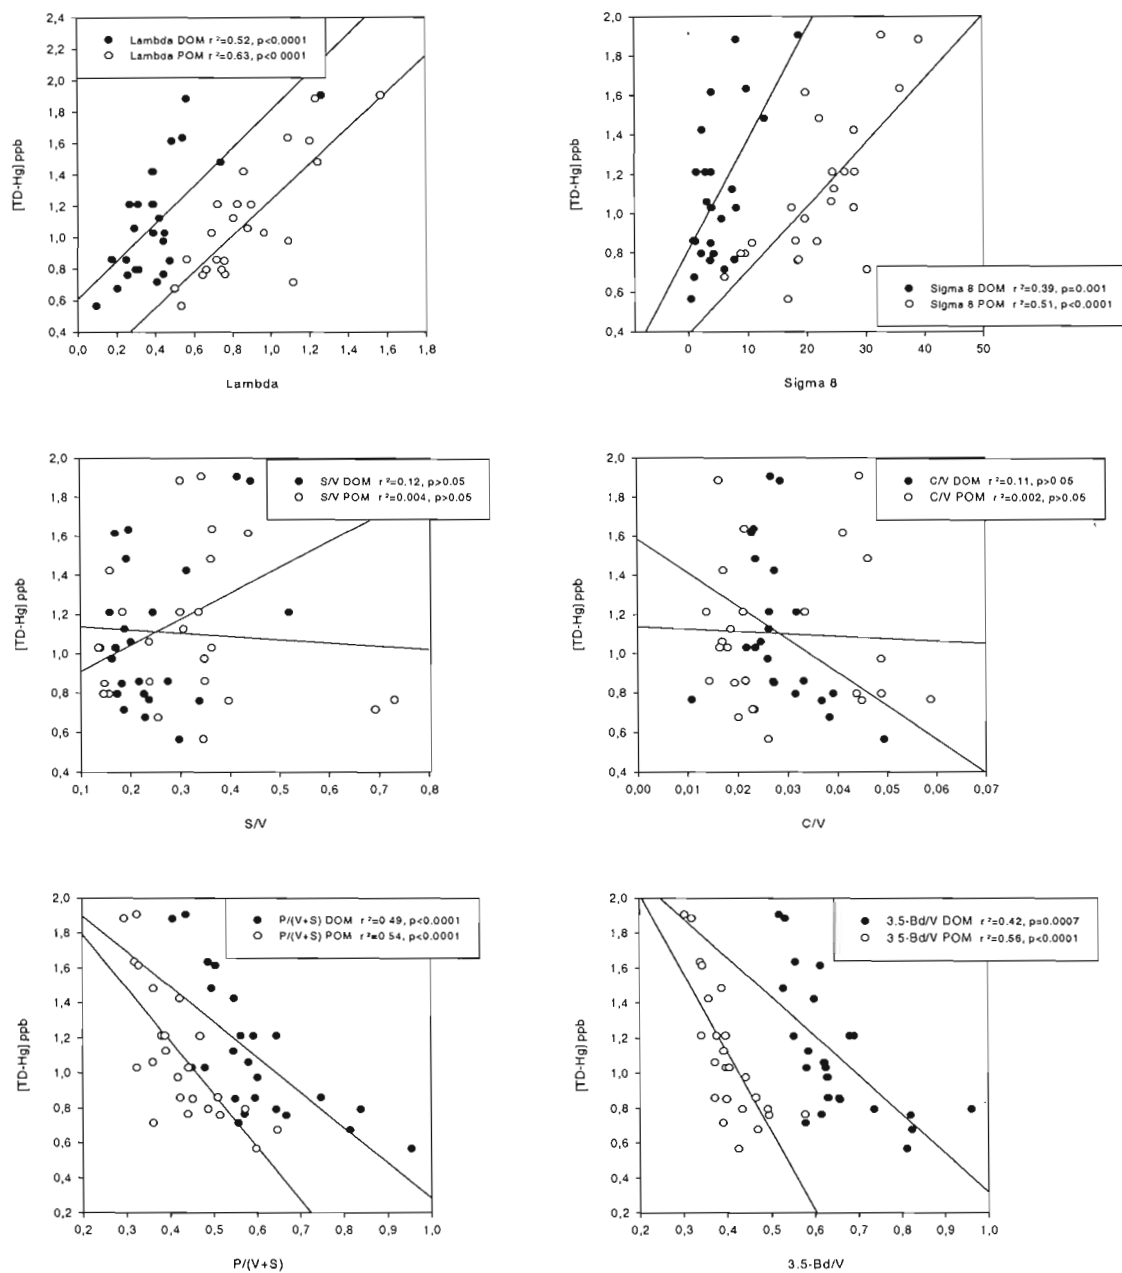 2,4
2,2
2,0
1,8
1,6
1,4
1,2
1,0
0,8
0,6
0,4
[TD-Hg] ppb
Lambda DOM r²=0.52, p<0.0001
Lambda POM r²=0.63, p<0.0001
0,0 0,2 0,4 0,6 0,8 1,0 1,2 1,4 1,6 1,8
Lambda
2,0
1,8
1,6
1,4
1,2
1,0
0,8
0,6
0,4
[TD-Hg] ppb
Sigma 8 DOM r²=0.39, p=0.001
Sigma 8 POM r²=0.51, p<0.0001
0 10 20 30 40 50
Sigma 8
2,0
1,8
1,6
1,4
1,2
1,0
0,8
0,6
0,4
[TD-Hg] ppb
S/V DOM r²=0.12, p>0.05
S/V POM r²=0.004, p>0.05
0,1 0,2 0,3 0,4 0,5 0,6 0,7 0,8
S/V
2,0
1,8
1,6
1,4
1,2
1,0
0,8
0,6
0,4
[TD-Hg] ppb
C/V DOM r²=0.11, p>0.05
C/V POM r²=0.002, p>0.05
0,00 0,01 0,02 0,03 0,04 0,05 0,06 0,07
C/V
2,0
1,8
1,6
1,4
1,2
1,0
0,8
0,6
0,4
0,2
[TD-Hg] ppb
P/(V+S) DOM r²=0.49, p<0.0001
P/(V+S) POM r²=0.54, p<0.0001
0,2 0,3 0,4 0,5 0,6 0,7 0,8 0,9 1,0
P/(V+S)
2,0
1,8
1,6
1,4
1,2
1,0
0,8
0,6
0,4
0,2
[TD-Hg] ppb
3.5-Bd/V DOM r²=0.42, p=0.0007
3.5-Bd/V POM r²=0.56, p<0.0001
0,2 0,3 0,4 0,5 0,6 0,7 0,8 0,9 1,0
3.5-Bd/V